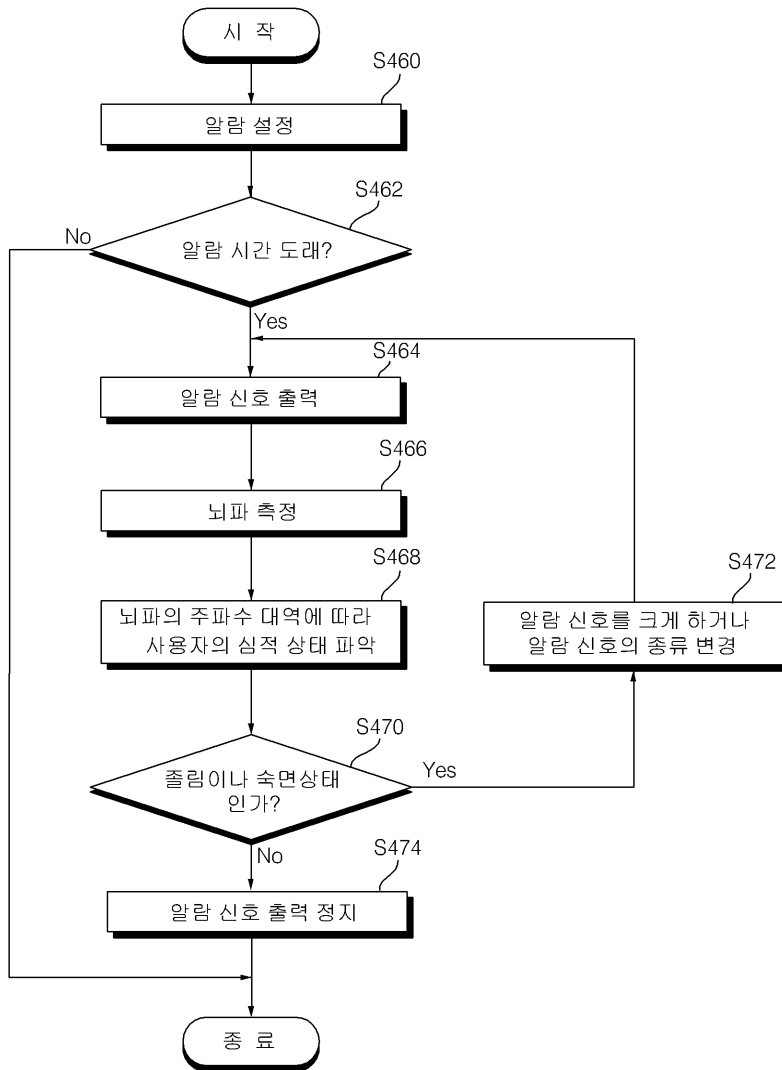 시 작
S460
알람 설정
S462
알람 시간 도래?
No
Yes
S464
알람 신호 출력
S466
뇌파 측정
S468
뇌파의 주파수 대역에 따라
사용자의 심적 상태 파악
S472
알람 신호를 크게 하거나
알람 신호의 종류 변경
S470
졸림이나 숙면상태
인가?
Yes
No
S474
알람 신호 출력 정지
종 료